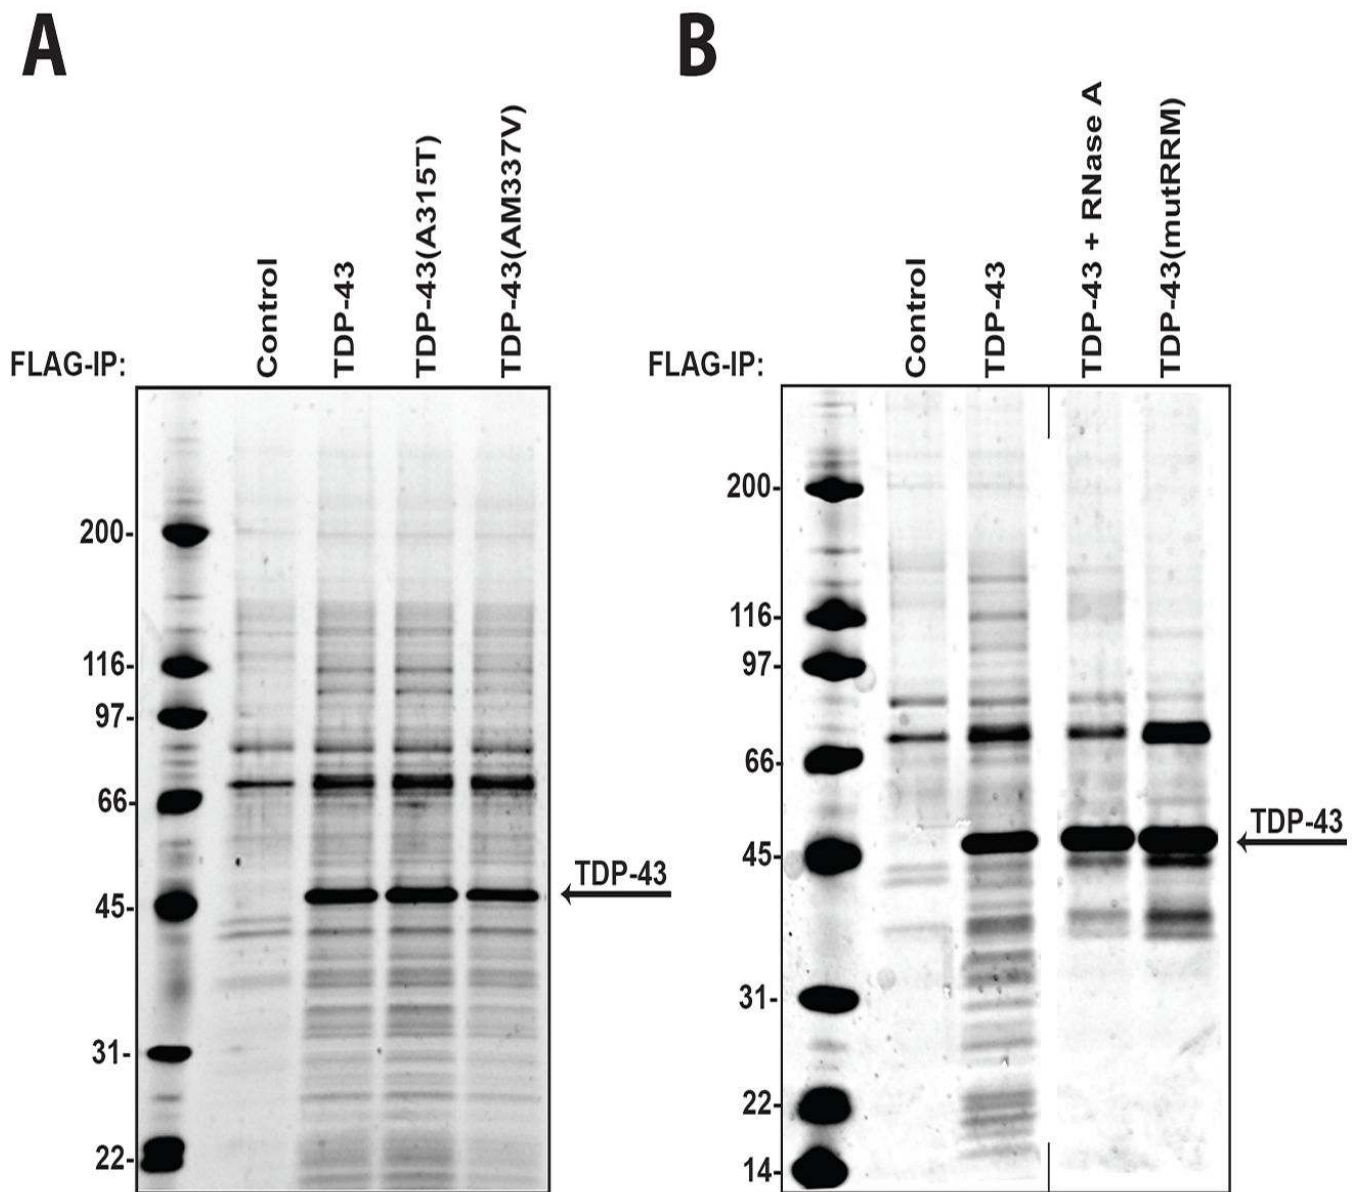 A
B
FLAG-IP:
Control
TDP-43
TDP-43(A315T)
TDP-43(AM337V)
200-
116-
97-
66-
45-
31-
22-
TDP-43
FLAG-IP:
Control
TDP-43
TDP-43 + RNase A
TDP-43(mutRRM)
200-
116-
97-
66-
45-
31-
22-
14-
TDP-43